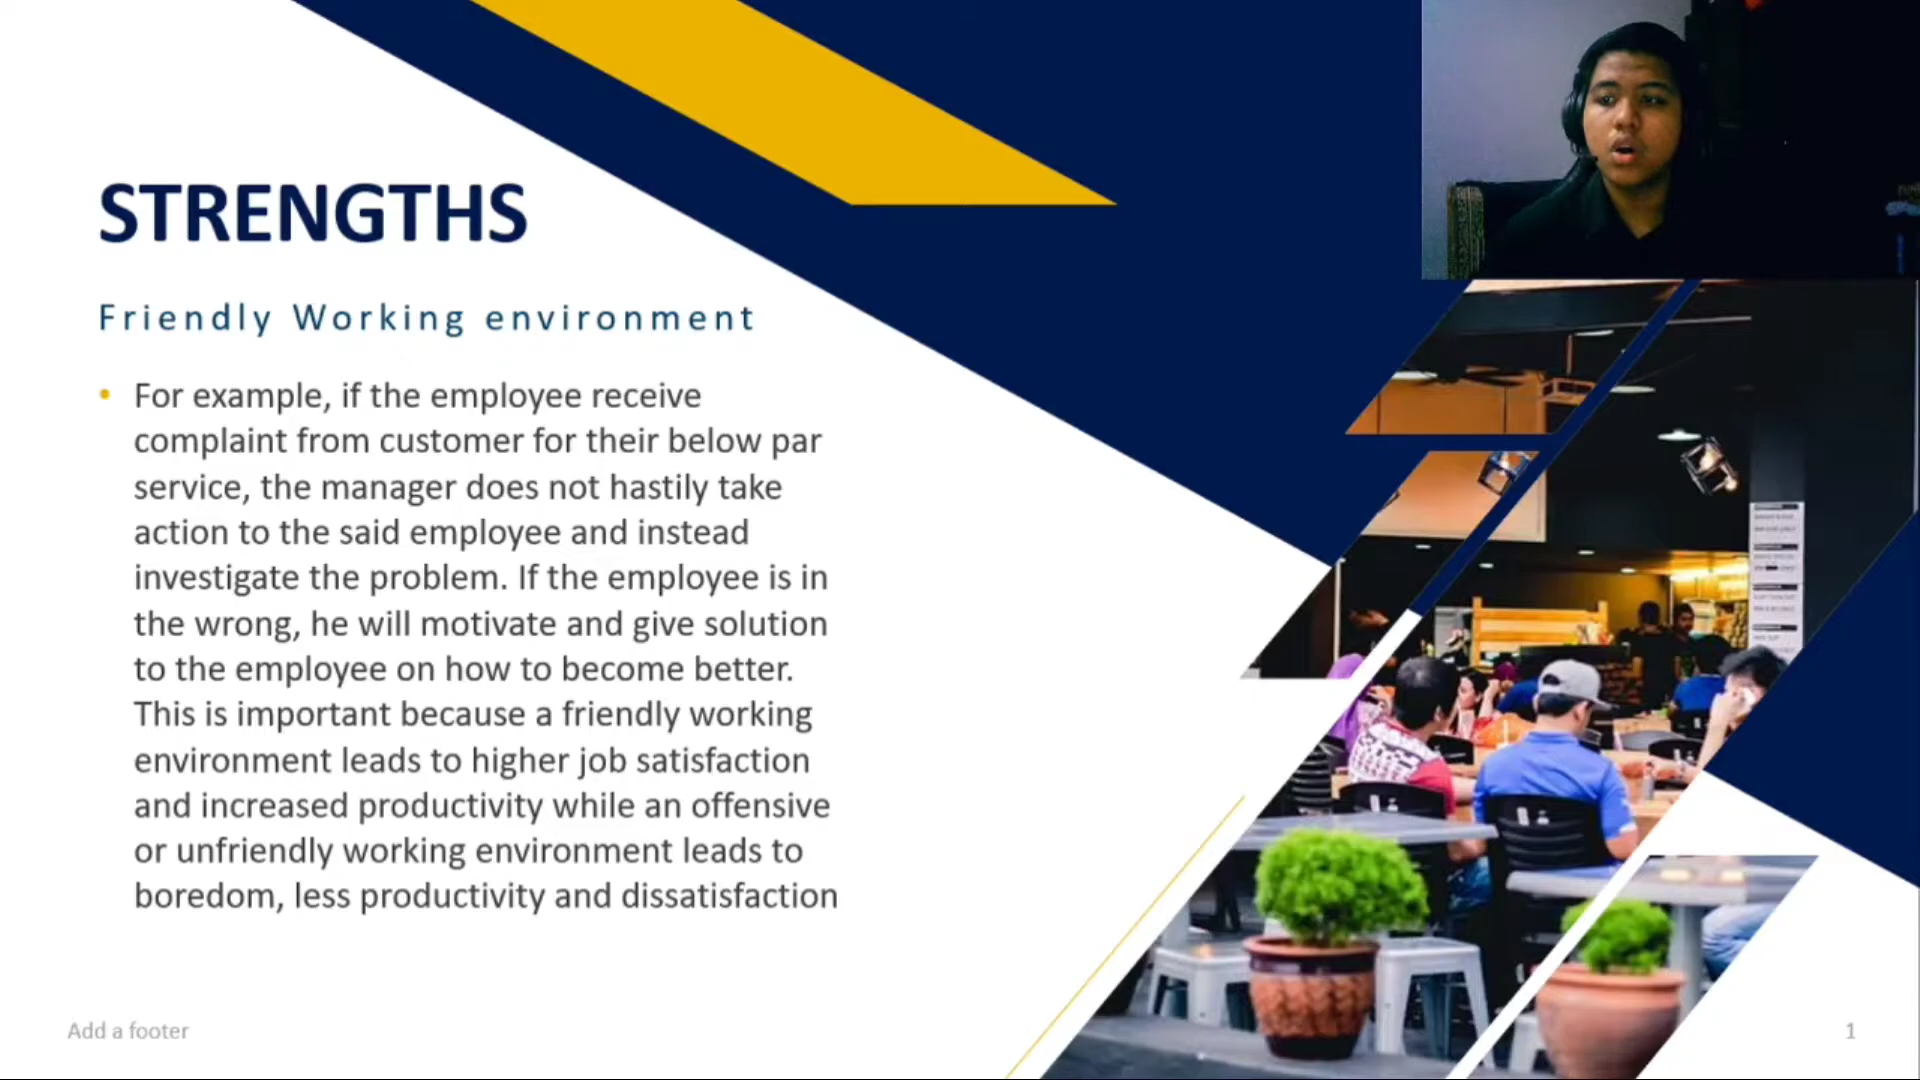 STRENGTHS
Friendly Working environment
• For example, if the employee receive
complaint from customer for their below par
service, the manager does not hastily take
action to the said employee and instead
investigate the problem. If the employee is in
the wrong, he will motivate and give solution
to the employee on how to become better.
This is important because a friendly working
environment leads to higher job satisfaction
and increased productivity while an offensive
or unfriendly working environment leads to
boredom, less productivity and dissatisfaction
Add a footer
1